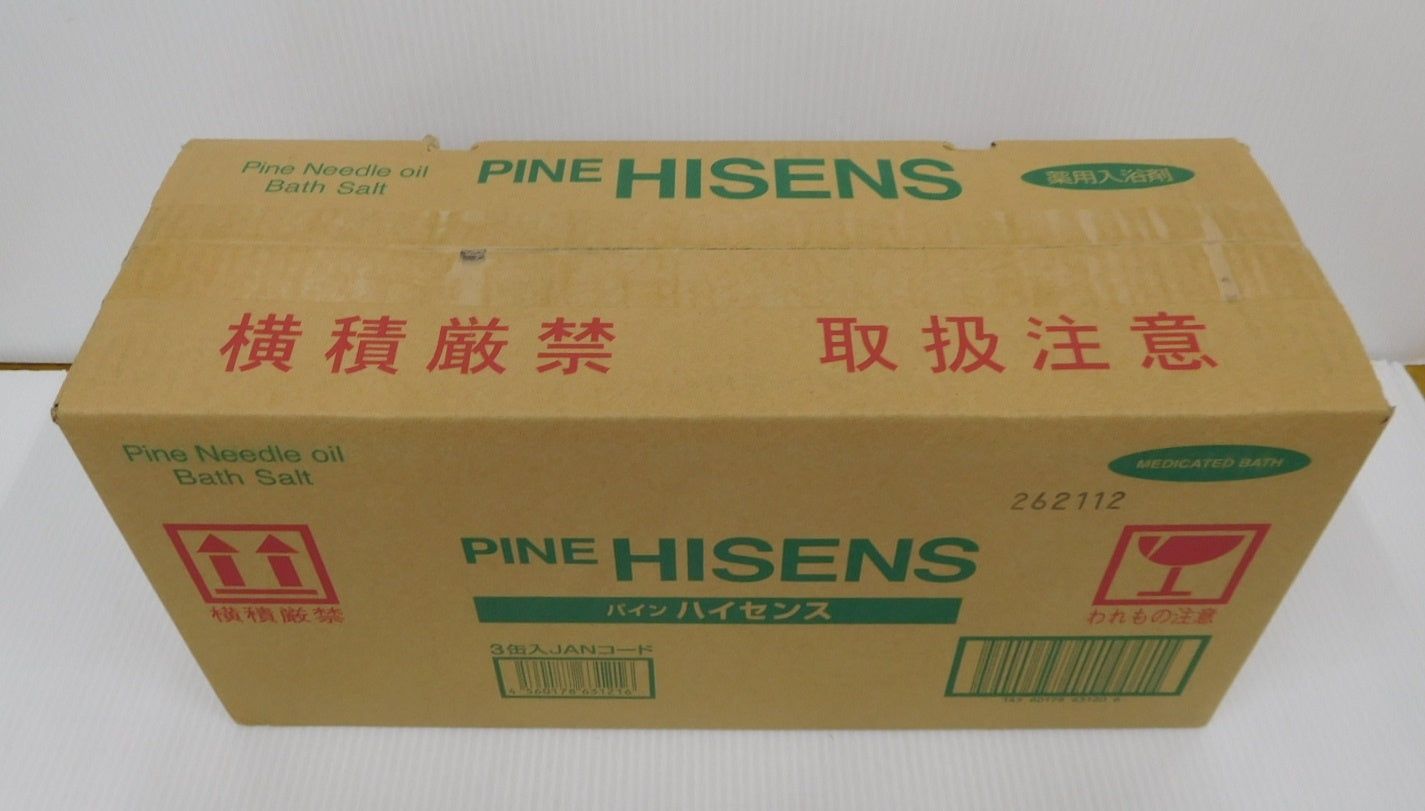 Pine Needle oil
Bath Salt
PINE HISENS
薬用入浴剤
横積厳禁
取扱注意
Pine Needle oil
Bath Salt
MEDICATED BATH
262112
PINE HISENS
パイン ハイセンス
横積厳禁
われもの注意
3缶入JANコード
4 560178 631216